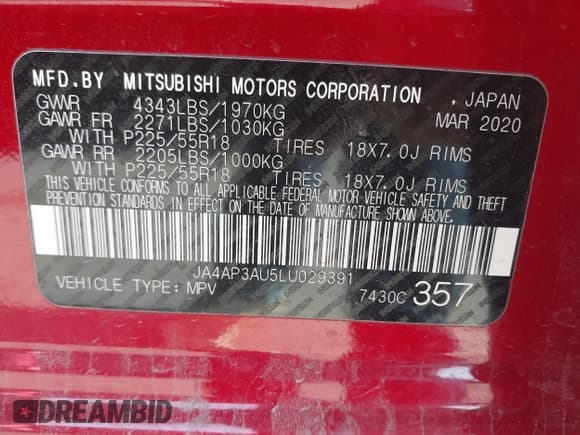 MFD.BY MITSUBISHI MOTORS CORPORATION , JAPAN
GVWR 4343LBS/1970KG MAR 2020
GAWR FR 2271LBS/1030KG
WITH P225/55R18 TIRES 18X7.0J RIMS
GAWR RR 2205LBS/1000KG
WITH P225/55R18 TIRES 18X7.0J RIMS
THIS VEHICLE CONFORMS TO ALL APPLICABLE FEDERAL MOTOR VEHICLE SAFETY AND THEFT
PREVENTION STANDARDS IN EFFECT ON THE DATE OF MANUFACTURE SHOWN ABOVE.
JA4AP3AU5LU029391
VEHICLE TYPE: MPV 7430C 357
DREAMBID